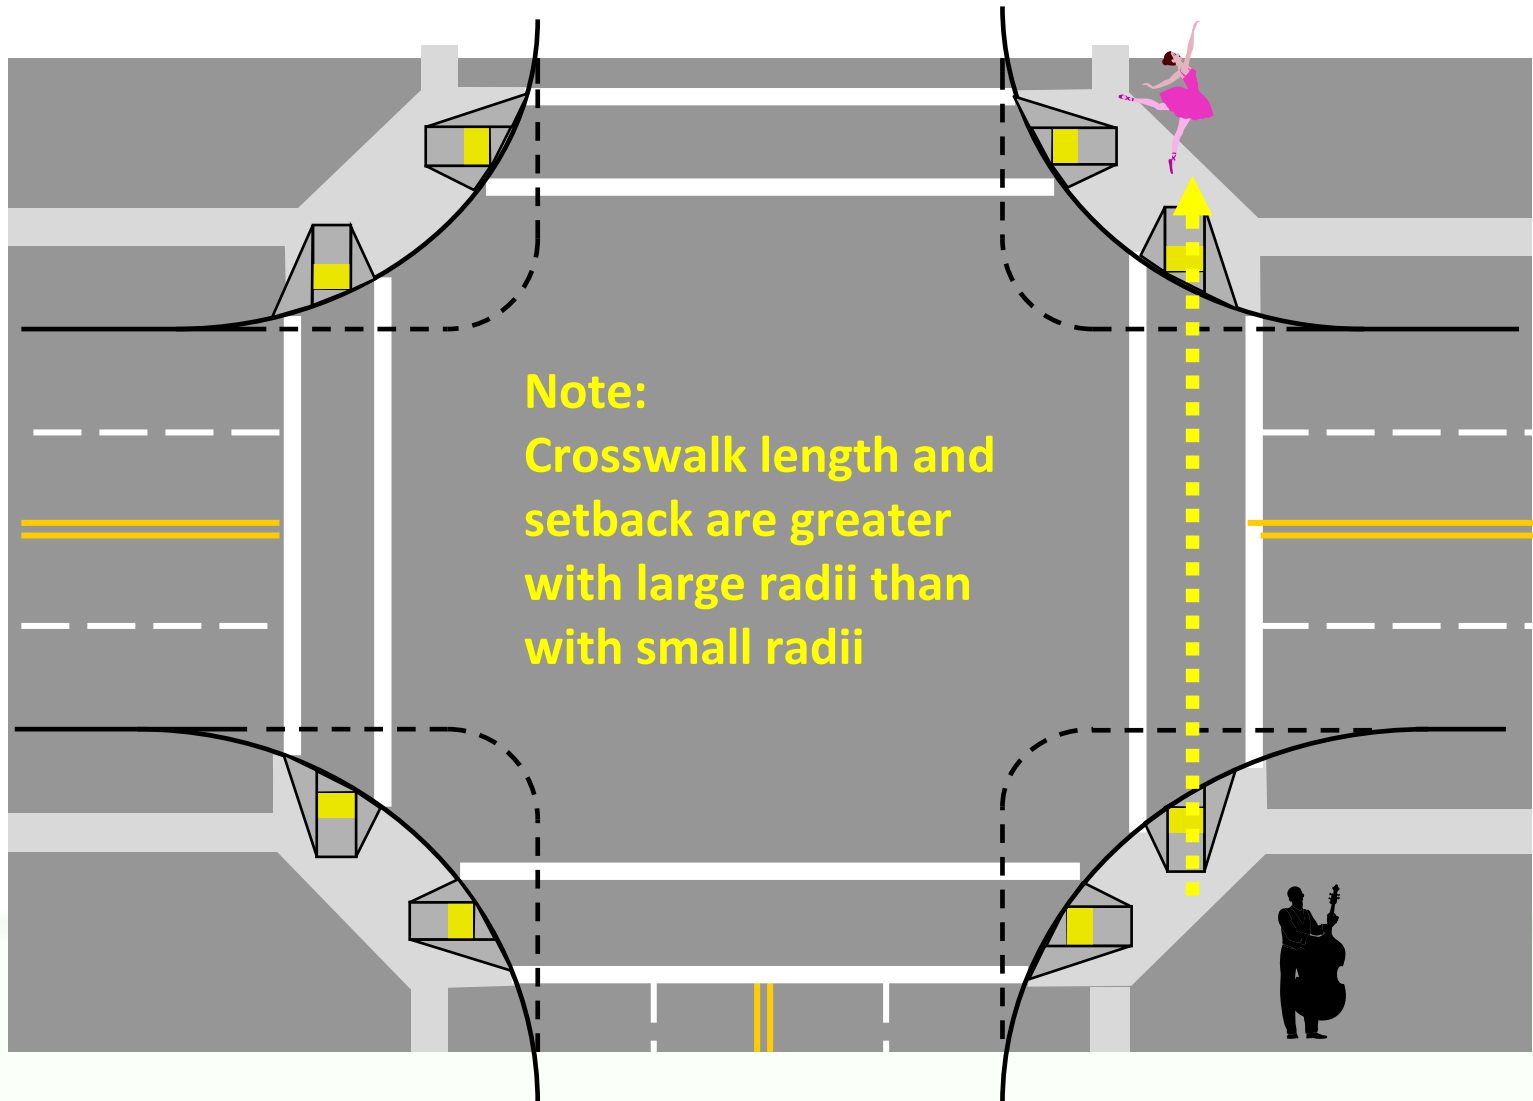 Note:
Crosswalk length and
setback are greater
with large radii than
with small radii